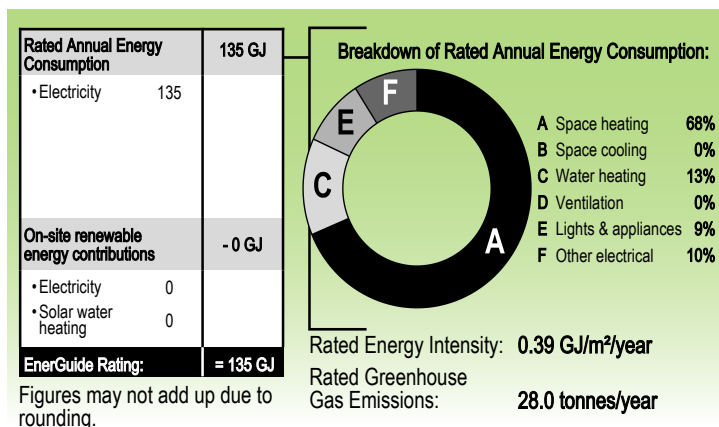 Rated Annual Energy
Consumption
135 GJ
• Electricity 135
On-site renewable
energy contributions
- 0 GJ
• Electricity 0
• Solar water
heating
0
EnerGuide Rating: = 135 GJ
Figures may not add up due to
rounding.
Breakdown of Rated Annual Energy Consumption:
F
E
C
A
A Space heating 68%
B Space cooling 0%
C Water heating 13%
D Ventilation 0%
E Lights & appliances 9%
F Other electrical 10%
Rated Energy Intensity: 0.39 GJ/m²/year
Rated Greenhouse
Gas Emissions: 28.0 tonnes/year